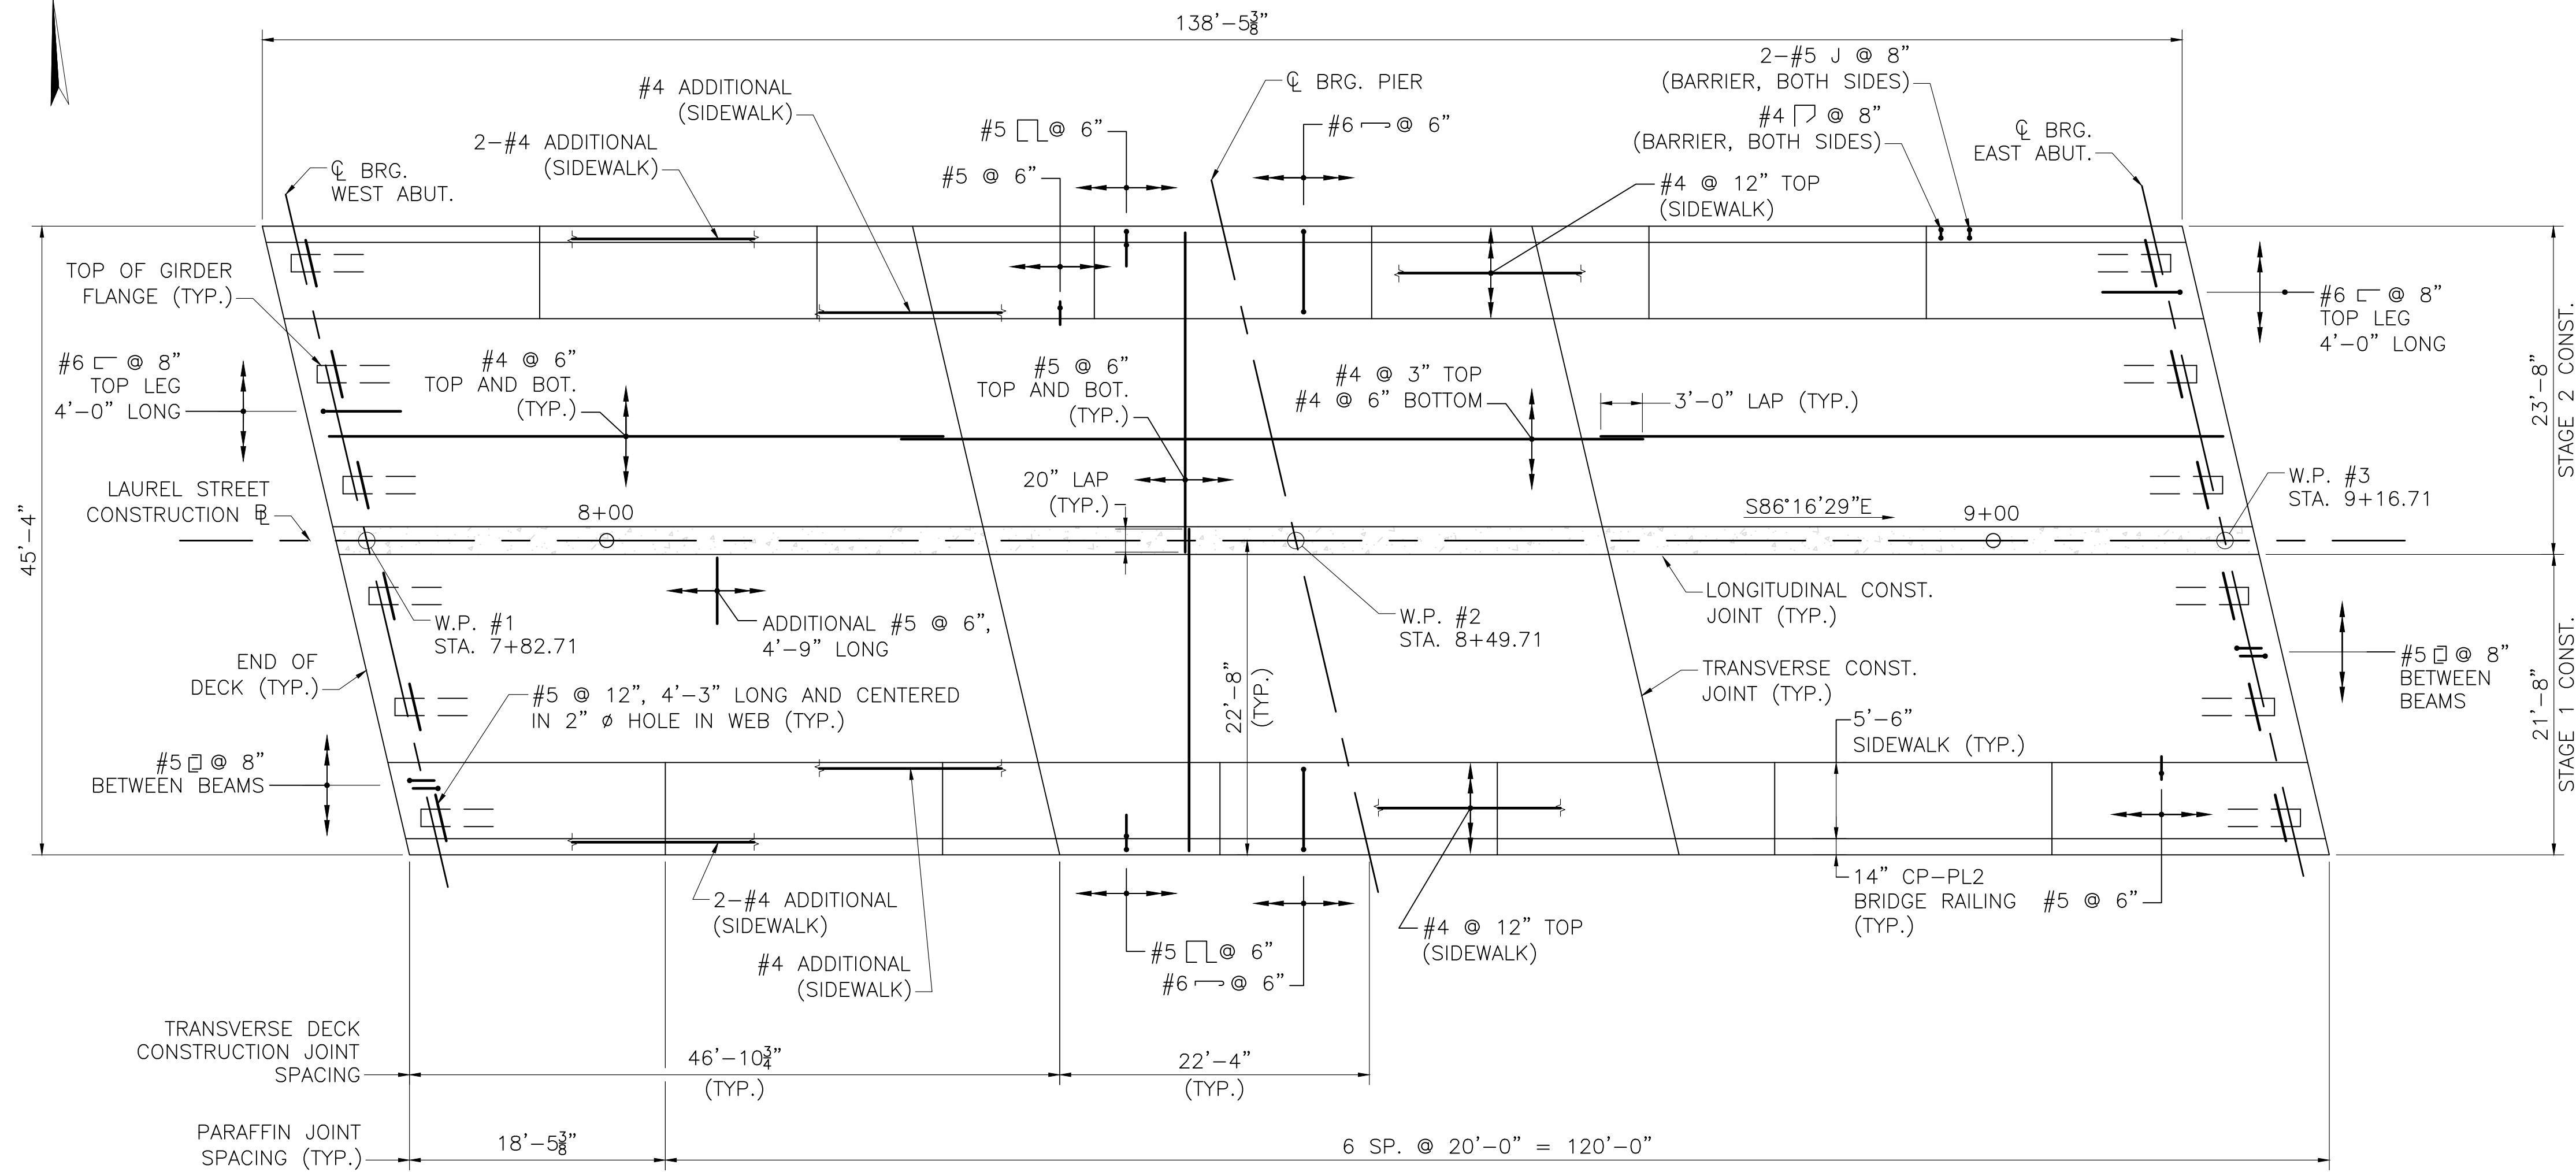 138'-5 3/8"
2-#5 J @ 8"
(BARRIER, BOTH SIDES)
#4 @ 8"
(BARRIER, BOTH SIDES)
℄ BRG.
EAST ABUT.
℄ BRG. PIER
#4 ADDITIONAL
(SIDEWALK)
2-#4 ADDITIONAL
(SIDEWALK)
#5 @ 6"
#6 @ 6"
#5 @ 6"
℄ BRG.
WEST ABUT.
#4 @ 12" TOP
(SIDEWALK)
TOP OF GIRDER
FLANGE (TYP.)
#6 @ 8"
TOP LEG
4'-0" LONG
#4 @ 6"
TOP AND BOT.
(TYP.)
#5 @ 6"
TOP AND BOT.
(TYP.)
#4 @ 3" TOP
#4 @ 6" BOTTOM
3'-0" LAP (TYP.)
#6 @ 8"
TOP LEG
4'-0" LONG
23'-8"
STAGE 2 CONST.
LAUREL STREET
CONSTRUCTION ⅊
8+00
20" LAP
(TYP.)
S86°16'29"E
9+00
W.P. #3
STA. 9+16.71
45'-4"
W.P. #1
STA. 7+82.71
ADDITIONAL #5 @ 6",
4'-9" LONG
W.P. #2
STA. 8+49.71
LONGITUDINAL CONST.
JOINT (TYP.)
END OF
DECK (TYP.)
#5 @ 12", 4'-3" LONG AND CENTERED
IN 2" ø HOLE IN WEB (TYP.)
22'-8"
(TYP.)
TRANSVERSE CONST.
JOINT (TYP.)
5'-6"
SIDEWALK (TYP.)
#5 @ 8"
BETWEEN
BEAMS
21'-8"
STAGE 1 CONST.
#5 @ 8"
BETWEEN BEAMS
2-#4 ADDITIONAL
(SIDEWALK)
#4 ADDITIONAL
(SIDEWALK)
#5 @ 6"
#6 @ 6"
#4 @ 12" TOP
(SIDEWALK)
14" CP-PL2
BRIDGE RAILING
(TYP.)
#5 @ 6"
TRANSVERSE DECK
CONSTRUCTION JOINT
SPACING
46'-10 3/4"
(TYP.)
22'-4"
(TYP.)
PARAFFIN JOINT
SPACING (TYP.)
18'-5 3/8"
6 SP. @ 20'-0" = 120'-0"